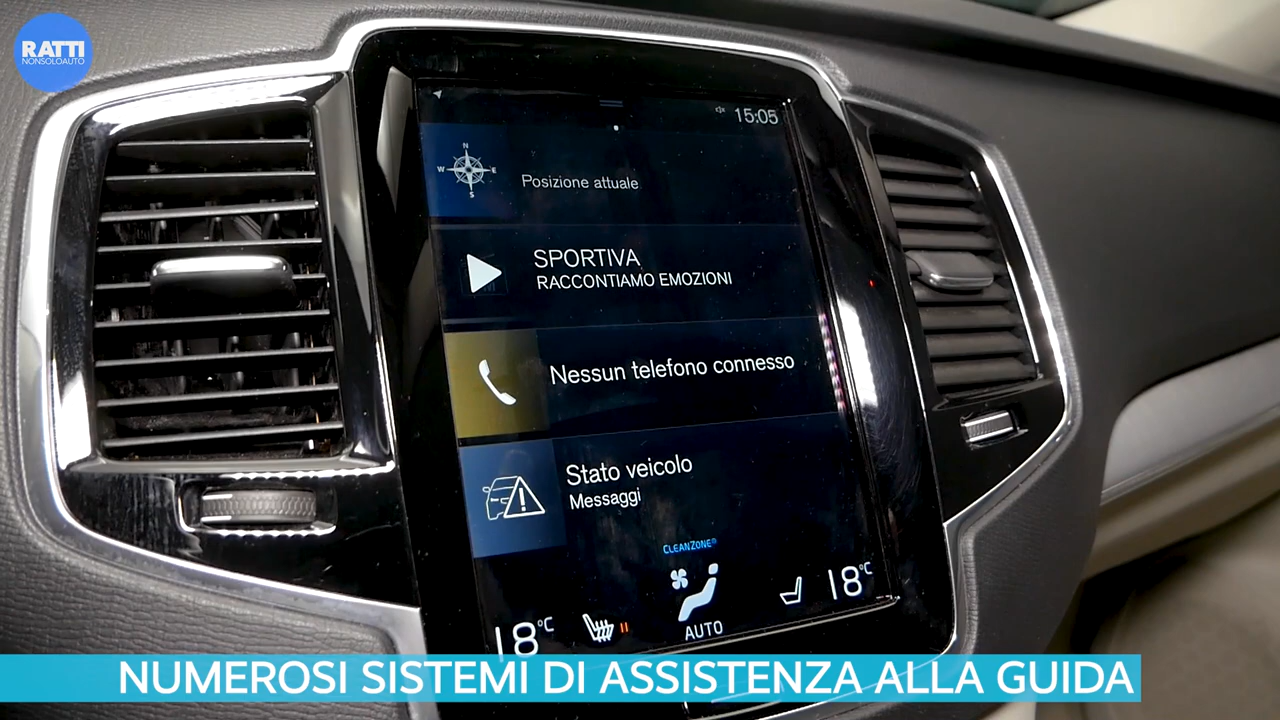 RATTI
NONSOLOAUTO
15:05
N
W E
S
Posizione attuale
SPORTIVA
RACCONTIAMO EMOZIONI
Nessun telefono connesso
Stato veicolo
Messaggi
CLEANZONE®
18°C
18°C
AUTO
NUMEROSI SISTEMI DI ASSISTENZA ALLA GUIDA